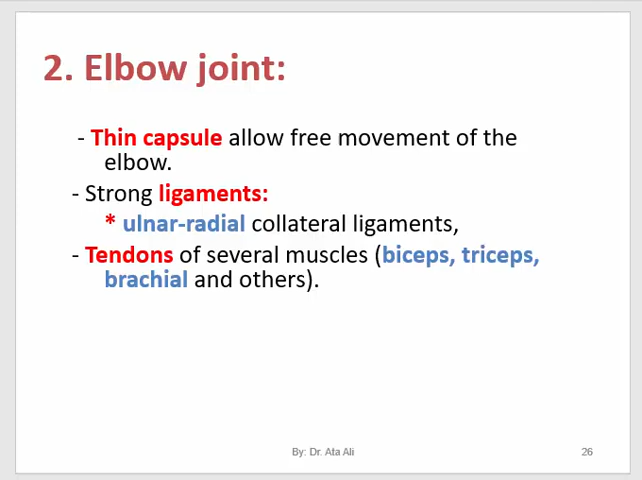 2. Elbow joint:
- Thin capsule allow free movement of the
elbow.
- Strong ligaments:
* ulnar-radial collateral ligaments,
- Tendons of several muscles (biceps, triceps,
brachial and others).
By: Dr. Ata Ali
26